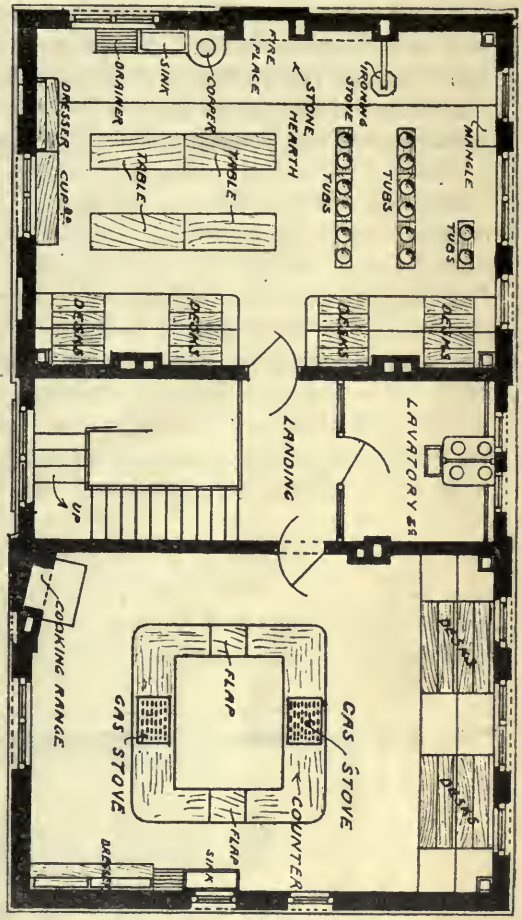 DRAINER
SINK
COPPER
FIRE
PLACE
STONE
HEARTH
IRONING
STOVE
MANGLE
DRESSER
CUPBD.
TABLE
TABLE
TUBS
TUBS
TUBS
DESKS
DESKS
DESKS
DESKS
LANDING
LAVATORY
UP
COOKING RANGE
FLAP
GAS STOVE
GAS STOVE
COUNTER
FLAP
DESKS
DESKS
SINK